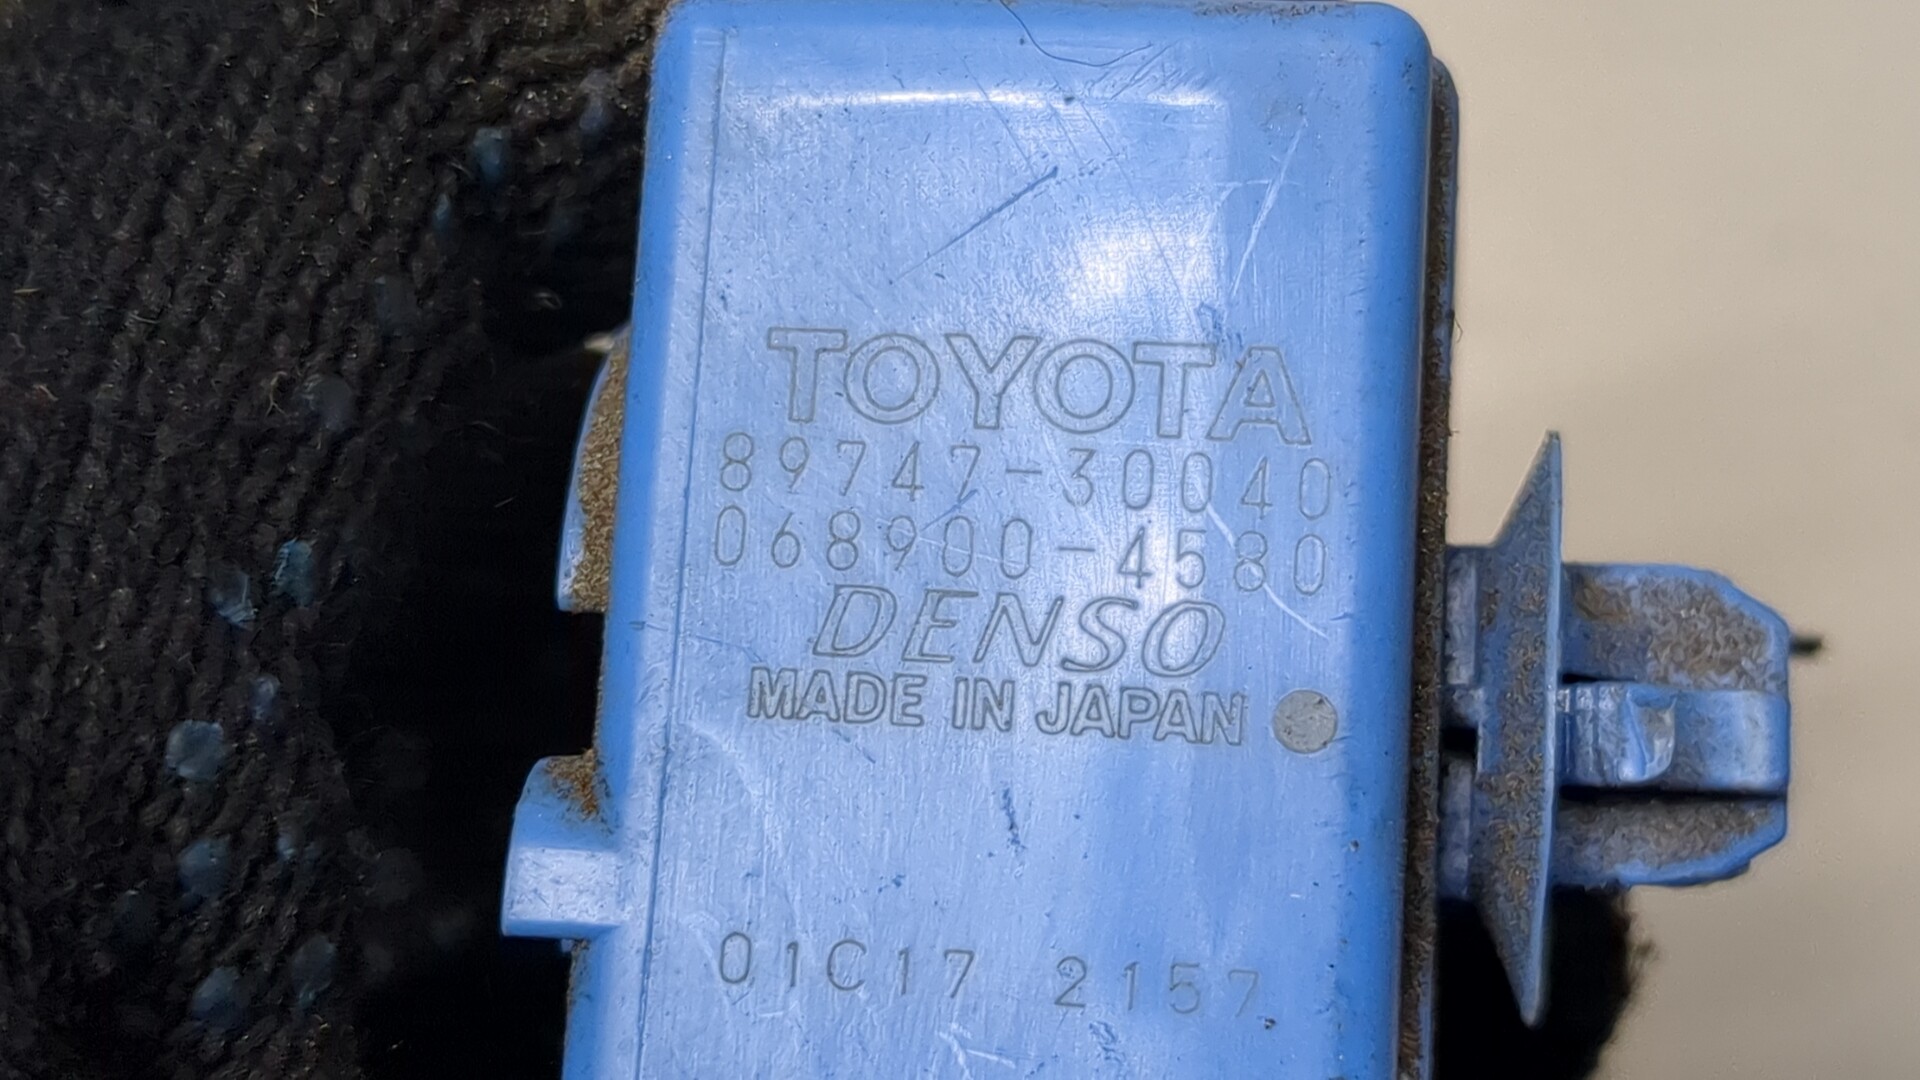 TOYOTA
89747-30040
068900-4580
DENSO
MADE IN JAPAN
01C17 2157